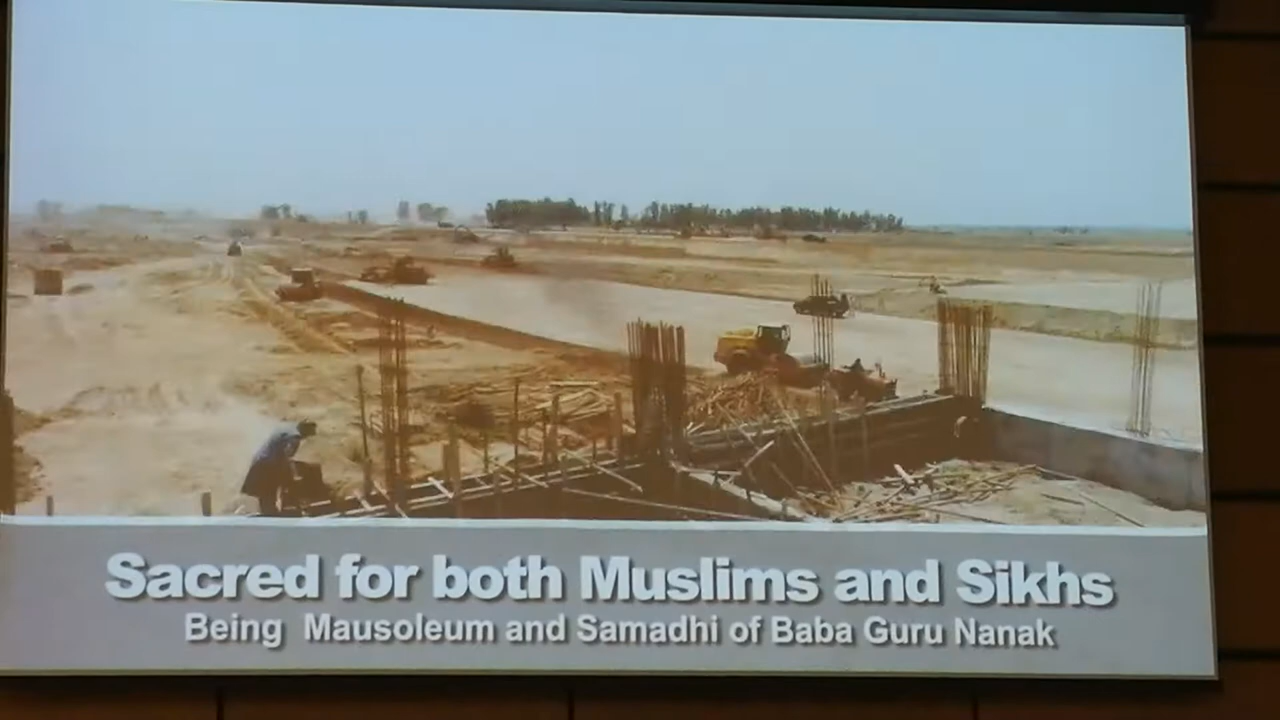 Sacred for both Muslims and Sikhs
Being Mausoleum and Samadhi of Baba Guru Nanak